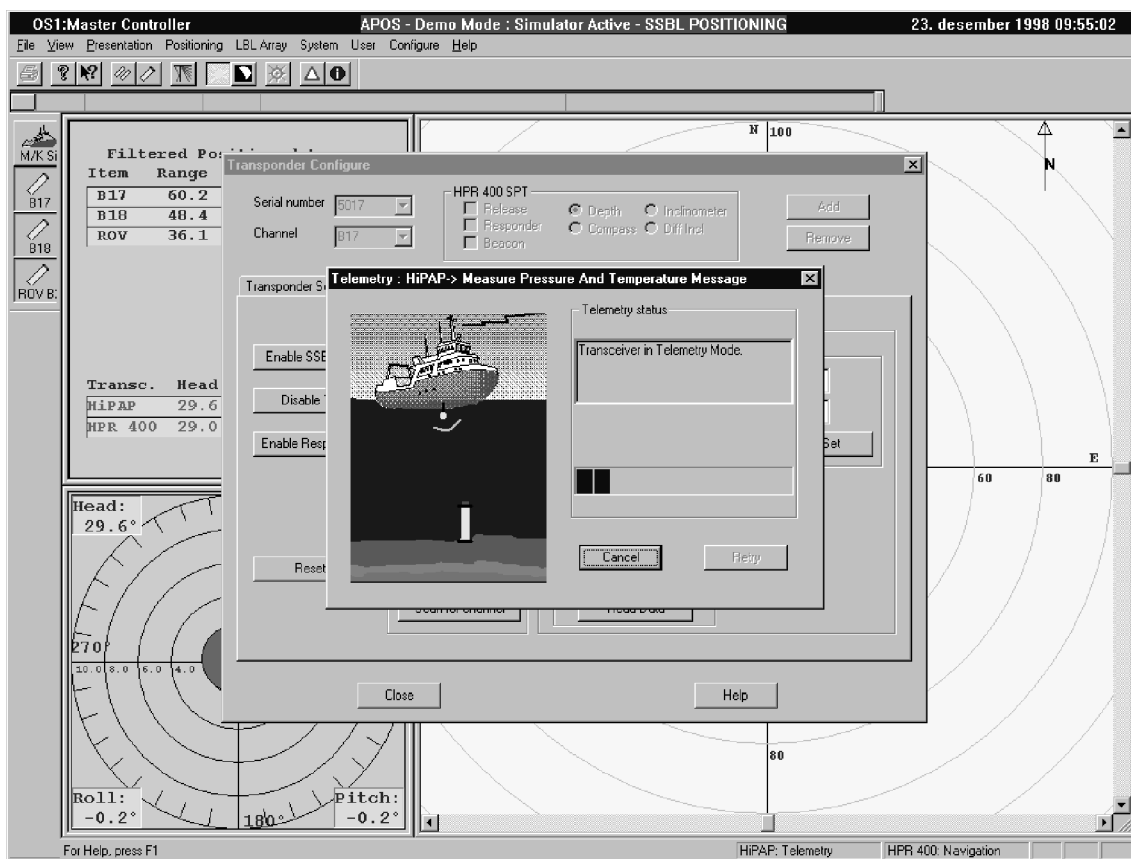 OS1:Master Controller APOS - Demo Mode : Simulator Active - SSBL POSITIONING 23. desember 1998 09:55:02
File View Presentation Positioning LBL Array System User Configure Help
M/K Si
B17
B18
ROV B:
Filtered Po
Item Range
B17 60.2
B18 48.4
ROV 36.1
Transc. Head
HiPAP 29.6
HPR 400 29.0
Transponder Configure
Serial number 5017
Channel B17
HPR 400 SPT
Release Depth Inclinometer
Responder Compass Diff Incl
Beacon
Add
Remove
Transponder S
Enable SSB
Disable T
Enable Resp
Reset
Set
Scan for Channel
Read Data
Close
Help
Telemetry : HiPAP-> Measure Pressure And Temperature Message
Telemetry status
Transceiver in Telemetry Mode.
Cancel
Retry
N 100
N
E
60 80
80
Head:
29.6°
270
10.0 8.0 6.0 4.0
Roll:
-0.2°
180°
Pitch:
-0.2°
For Help, press F1
HiPAP: Telemetry
HPR 400: Navigation